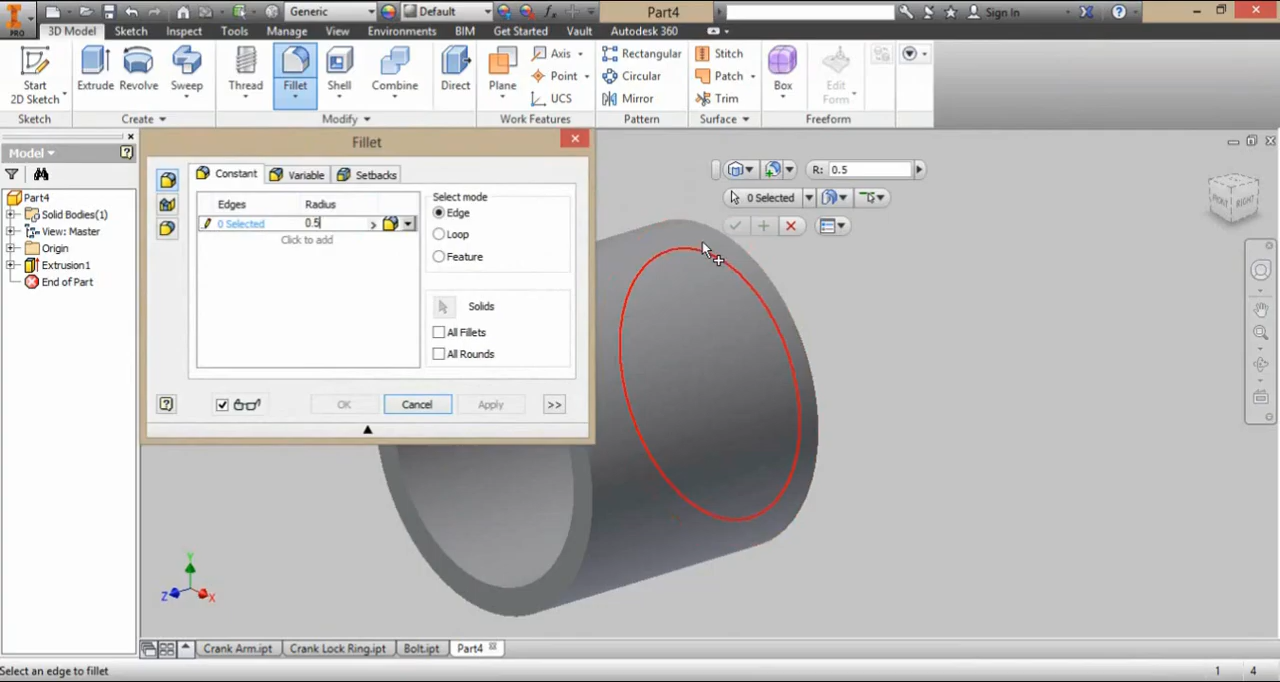 Generic
Default
fx
Part4
Sign In
PRO
3D Model Sketch Inspect Tools Manage View Environments BIM Get Started Vault Autodesk 360
Start 2D Sketch
Extrude
Revolve
Sweep
Thread
Fillet
Shell
Combine
Direct
Plane
Axis
Point
UCS
Rectangular
Circular
Mirror
Stitch
Patch
Trim
Box
Edit Form
Sketch
Create
Modify
Work Features
Pattern
Surface
Freeform
Model
Part4
Solid Bodies(1)
View: Master
Origin
Extrusion1
End of Part
Fillet
Constant Variable Setbacks
Edges Radius
0 Selected 0.5
Click to add
Select mode
Edge
Loop
Feature
Solids
All Fillets
All Rounds
OK Cancel Apply >>
R: 0.5
0 Selected
RIGHT
Y
Z
X
Crank Arm.ipt Crank Lock Ring.ipt Bolt.ipt Part4
Select an edge to fillet
1 4